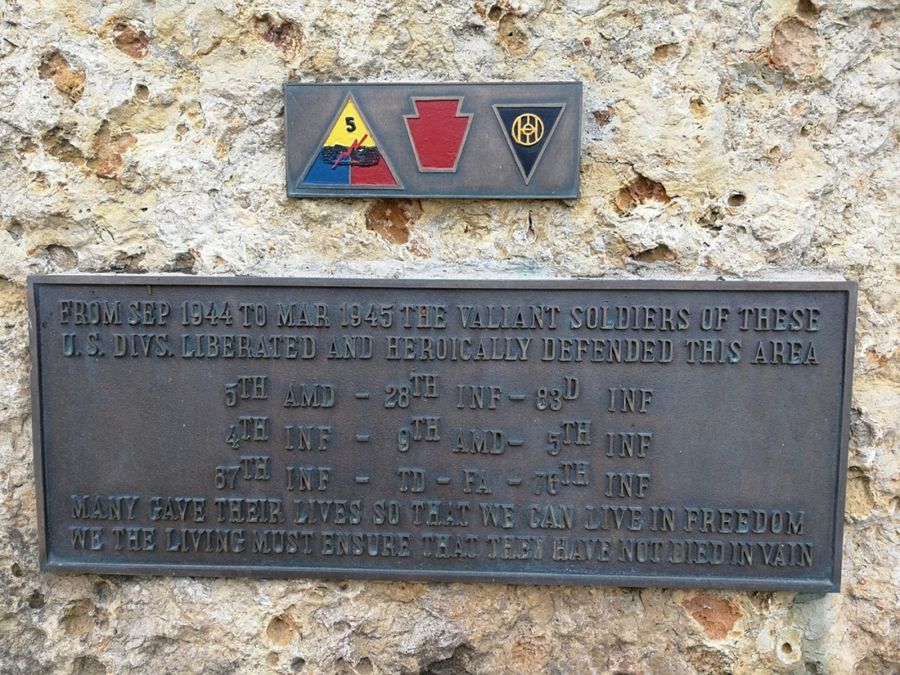 5
FROM SEP 1944 TO MAR 1945 THE VALIANT SOLDIERS OF THESE
U.S. DIVS. LIBERATED AND HEROICALLY DEFENDED THIS AREA
5TH AMD - 28TH INF - 83D INF
4TH INF - 9TH AMD - 5TH INF
87TH INF - TD - FA - 76TH INF
MANY GAVE THEIR LIVES SO THAT WE CAN LIVE IN FREEDOM
WE THE LIVING MUST ENSURE THAT THEY HAVE NOT DIED IN VAIN